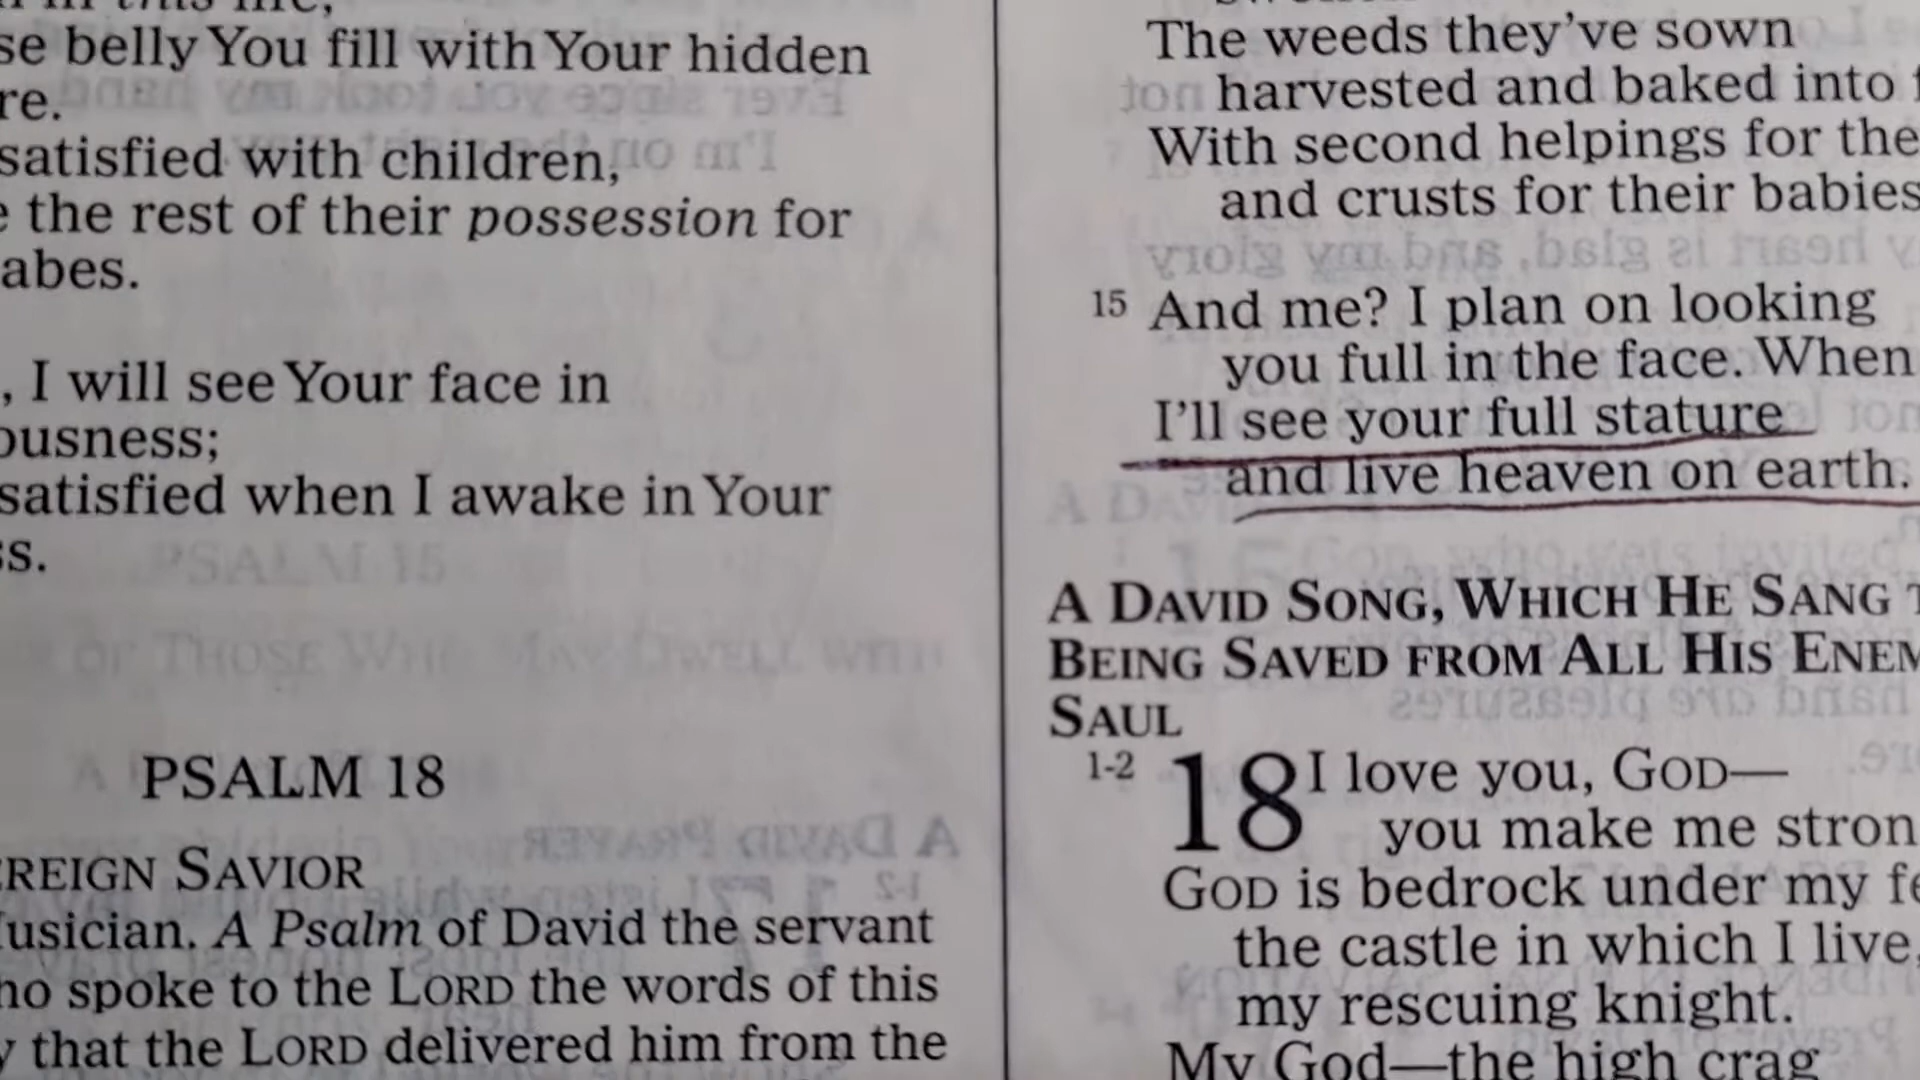 se belly You fill with Your hidden
re.
satisfied with children,
the rest of their possession for
abes.
, I will see Your face in
ousness;
satisfied when I awake in Your
ss.
PSALM 18
REIGN SAVIOR
Musician. A Psalm of David the servant
ho spoke to the LORD the words of this
y that the LORD delivered him from the
The weeds they've sown
harvested and baked into
With second helpings for the
and crusts for their babies
15 And me? I plan on looking
you full in the face. When
I'll see your full stature
and live heaven on earth.
A DAVID SONG, WHICH HE SANG T
BEING SAVED FROM ALL HIS ENEM
SAUL
1-2 18 I love you, GOD—
you make me stron
GOD is bedrock under my fe
the castle in which I live,
my rescuing knight.
My God—the high crag